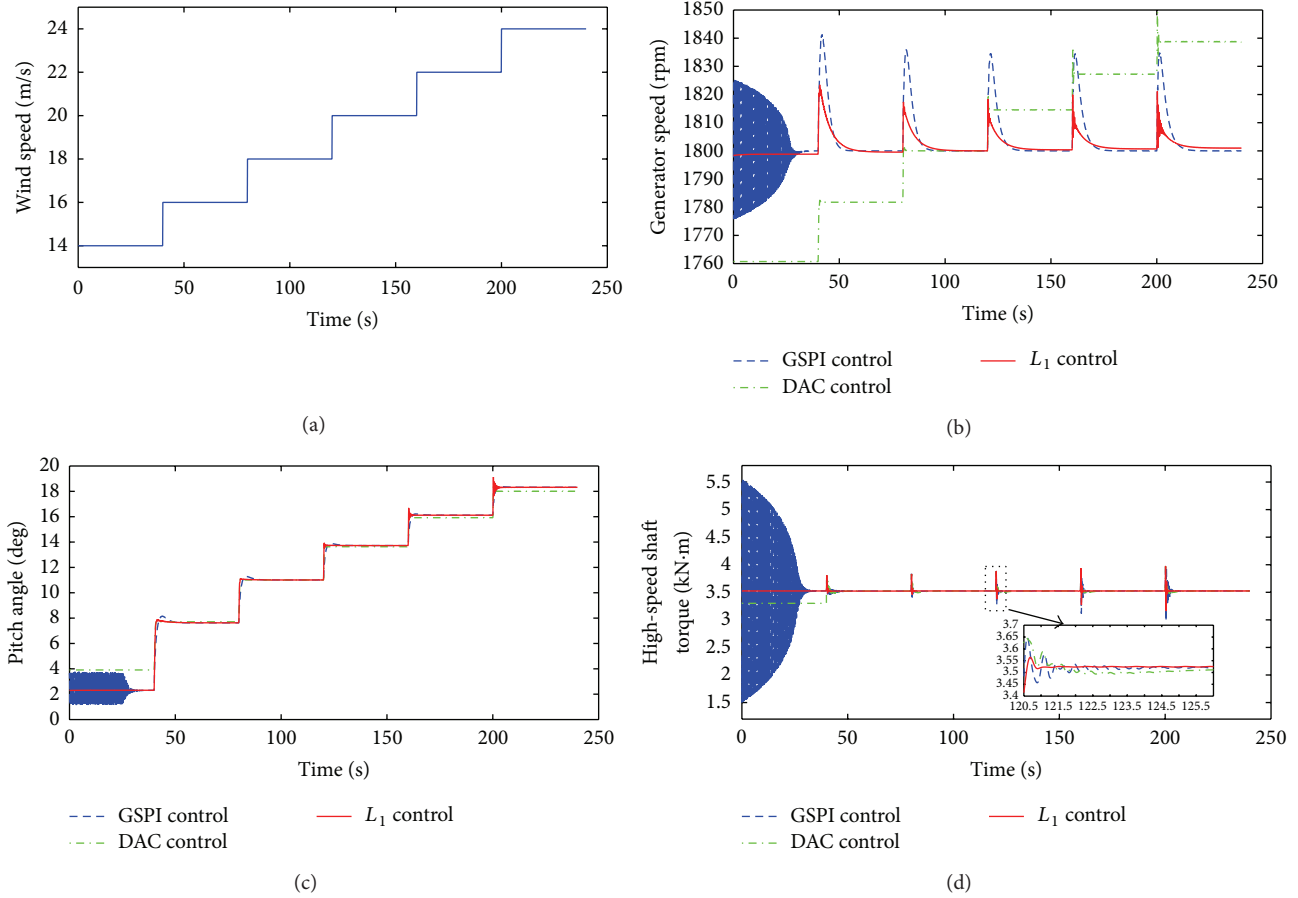 24
22
20
18
16
14
Wind speed (m/s)
0 50 100 150 200 250
Time (s)
(a)
1850
1840
1830
1820
1810
1800
1790
1780
1770
1760
Generator speed (rpm)
0 50 100 150 200 250
Time (s)
GSPI control
DAC control
L₁ control
(b)
20
18
16
14
12
10
8
6
4
2
0
Pitch angle (deg)
0 50 100 150 200 250
Time (s)
GSPI control
DAC control
L₁ control
(c)
5.5
5
4.5
4
3.5
3
2.5
2
1.5
High-speed shaft
torque (kN·m)
3.7
3.6
3.55
3.5
3.45
3.4
120.5 121.5 122.5 123.5 124.5 125.5
0 50 100 150 200 250
Time (s)
GSPI control
DAC control
L₁ control
(d)